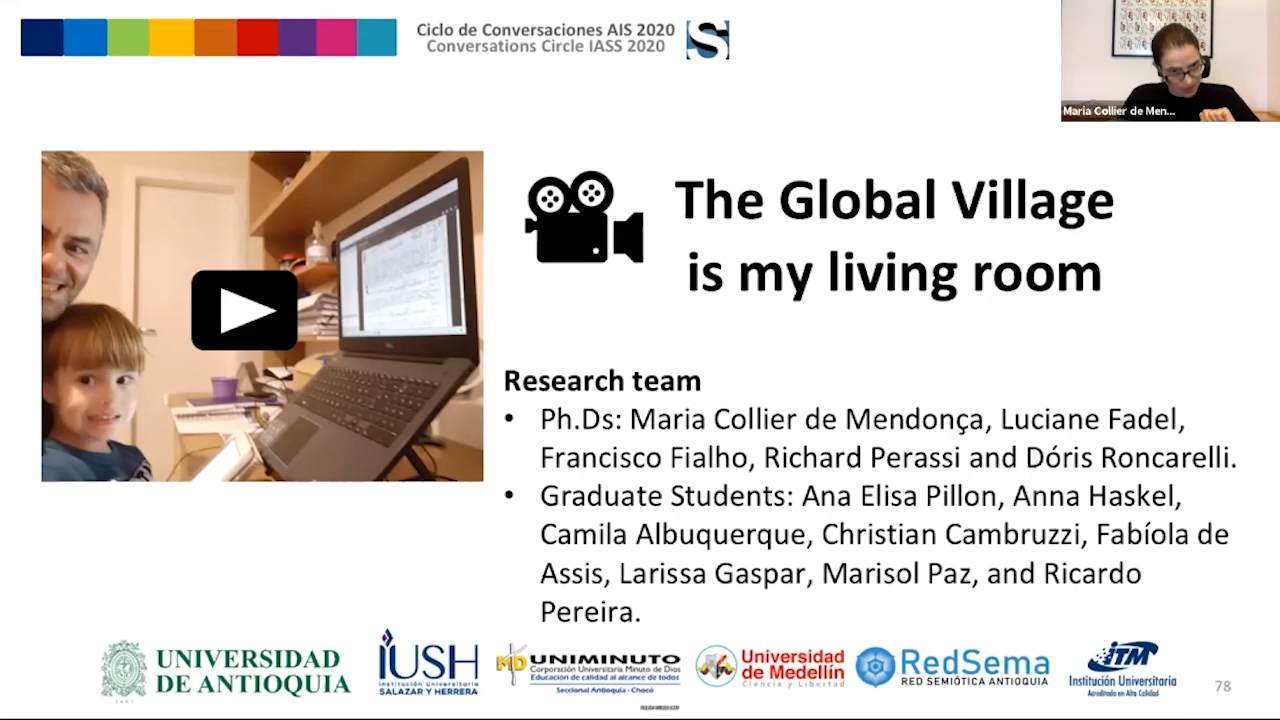 Ciclo de Conversaciones AIS 2020
Conversations Circle IASS 2020
S
Maria Collier de Men...
The Global Village
is my living room
Research team
• Ph.Ds: Maria Collier de Mendonça, Luciane Fadel,
Francisco Fialho, Richard Perassi and Dóris Roncarelli.
• Graduate Students: Ana Elisa Pillon, Anna Haskel,
Camila Albuquerque, Christian Cambruzzi, Fabíola de
Assis, Larissa Gaspar, Marisol Paz, and Ricardo
Pereira.
UNIVERSIDAD
DE ANTIOQUIA
IUSH
Institución Universitaria
SALAZAR Y HERRERA
MD UNIMINUTO
Corporación Universitaria Minuto de Dios
Educación de calidad al alcance de todos
Seccional Antioquia - Chocó
Universidad
de Medellín
Ciencia y Libertad
RedSema
RED SEMIÓTICA ANTIOQUIA
ITM
Institución Universitaria
Acreditada en Alta Calidad
78